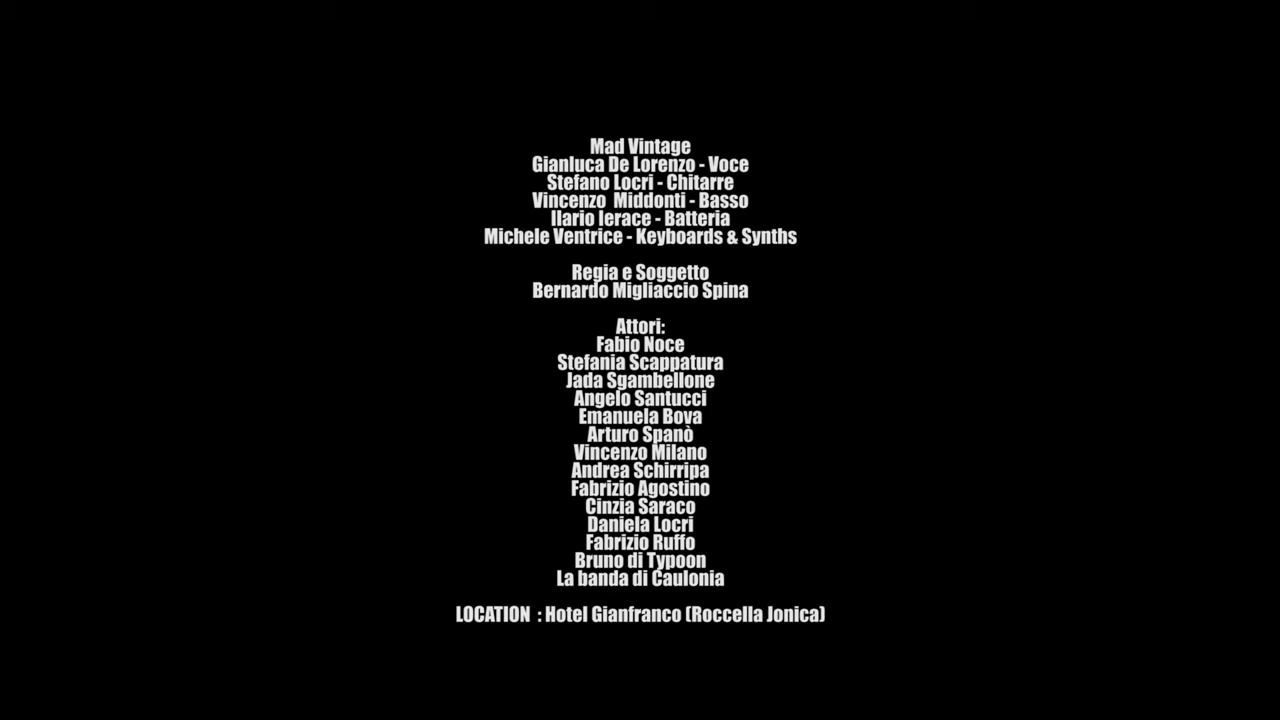 Mad Vintage
Gianluca De Lorenzo - Voce
Stefano Locri - Chitarre
Vincenzo  Middonti - Basso
Ilario Ierace - Batteria
Michele Ventrice - Keyboards & Synths
Regia e Soggetto
Bernardo Migliaccio Spina
Attori:
Fabio Noce
Stefania Scappatura
Jada Sgambellone
Angelo Santucci
Emanuela Bova
Arturo Spanò
Vincenzo Milano
Andrea Schirripa
Fabrizio Agostino
Cinzia Saraco
Daniela Locri
Fabrizio Ruffo
Bruno di Typoon
La banda di Caulonia
LOCATION  : Hotel Gianfranco (Roccella Jonica)